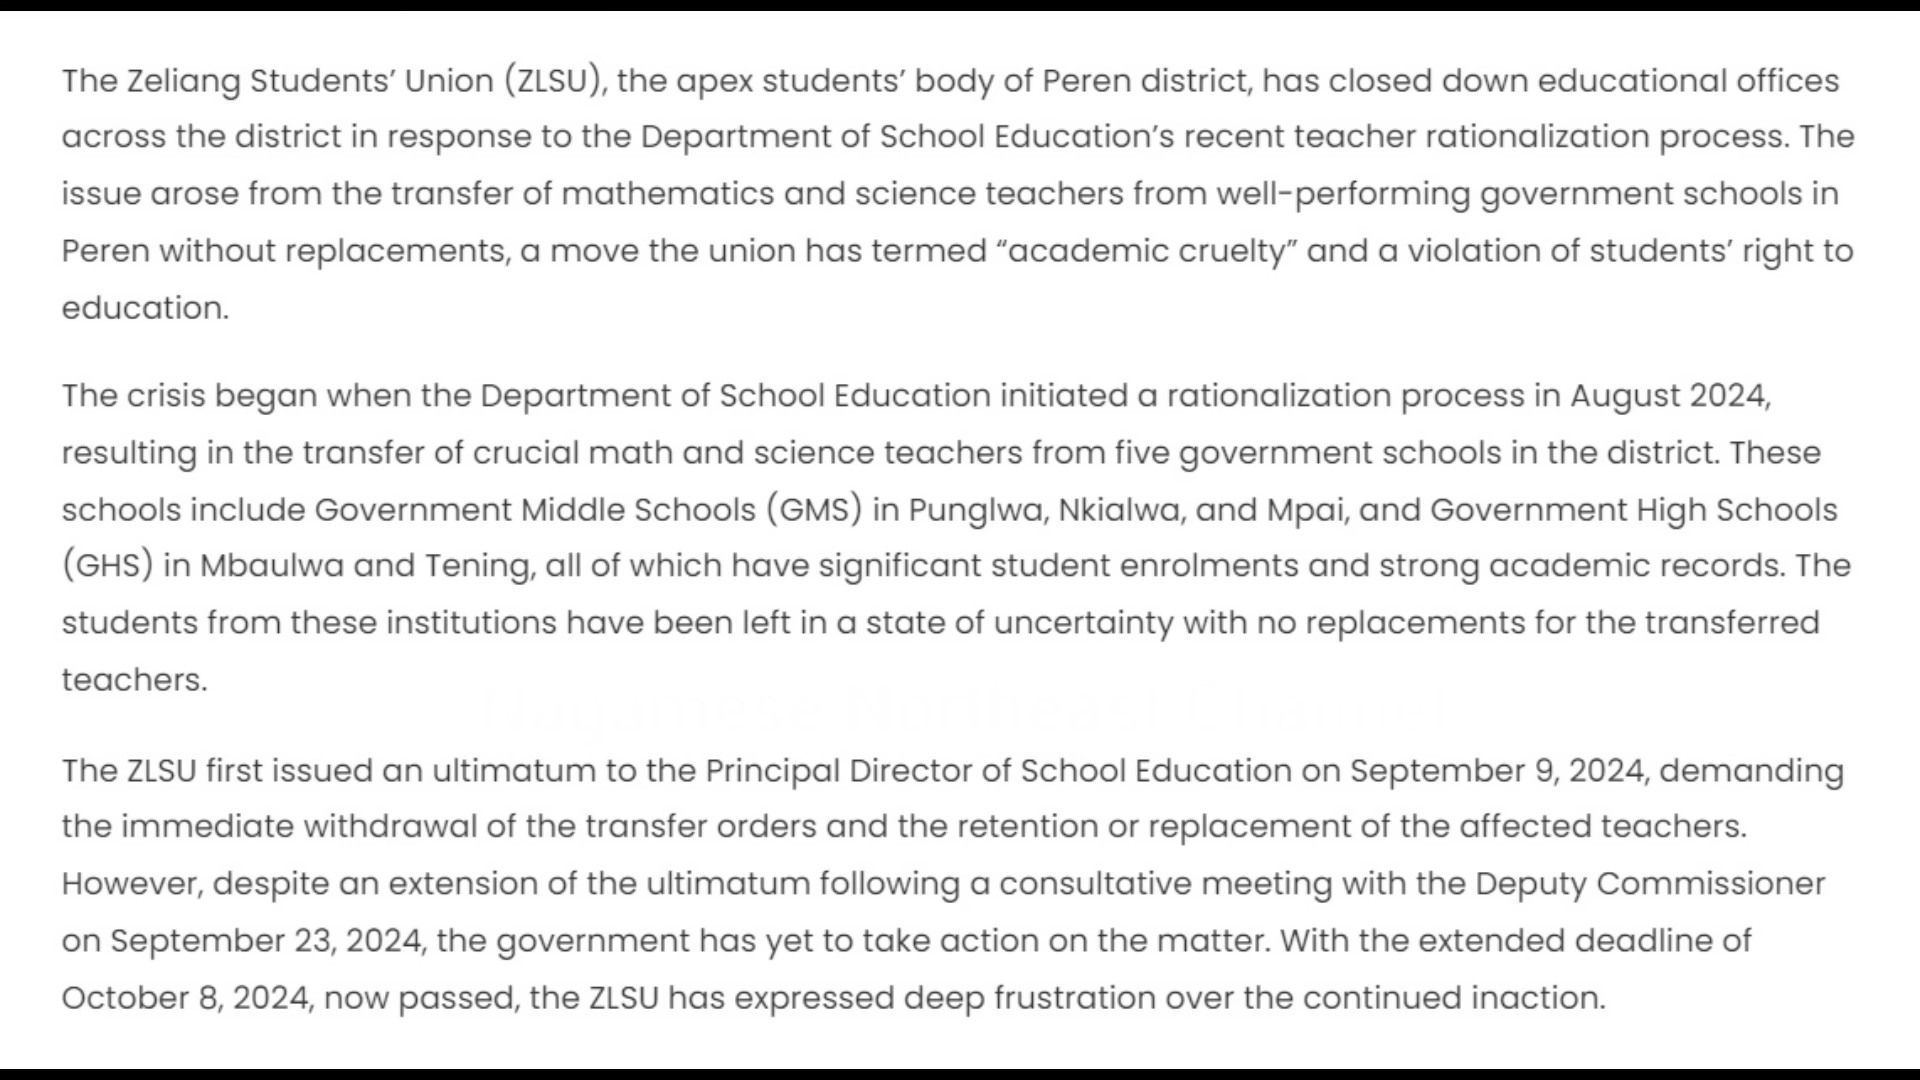 The Zeliang Students’ Union (ZLSU), the apex students’ body of Peren district, has closed down educational offices
across the district in response to the Department of School Education’s recent teacher rationalization process. The
issue arose from the transfer of mathematics and science teachers from well-performing government schools in
Peren without replacements, a move the union has termed “academic cruelty” and a violation of students’ right to
education.
The crisis began when the Department of School Education initiated a rationalization process in August 2024,
resulting in the transfer of crucial math and science teachers from five government schools in the district. These
schools include Government Middle Schools (GMS) in Punglwa, Nkialwa, and Mpai, and Government High Schools
(GHS) in Mbaulwa and Tening, all of which have significant student enrolments and strong academic records. The
students from these institutions have been left in a state of uncertainty with no replacements for the transferred
teachers.
The ZLSU first issued an ultimatum to the Principal Director of School Education on September 9, 2024, demanding
the immediate withdrawal of the transfer orders and the retention or replacement of the affected teachers.
However, despite an extension of the ultimatum following a consultative meeting with the Deputy Commissioner
on September 23, 2024, the government has yet to take action on the matter. With the extended deadline of
October 8, 2024, now passed, the ZLSU has expressed deep frustration over the continued inaction.